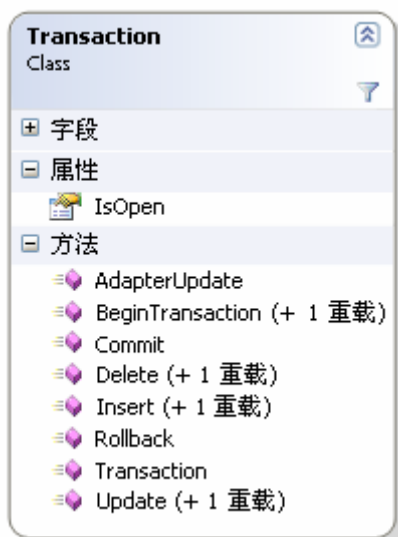 Transaction
Class
字段
属性
IsOpen
方法
AdapterUpdate
BeginTransaction (+ 1 重载)
Commit
Delete (+ 1 重载)
Insert (+ 1 重载)
Rollback
Transaction
Update (+ 1 重载)